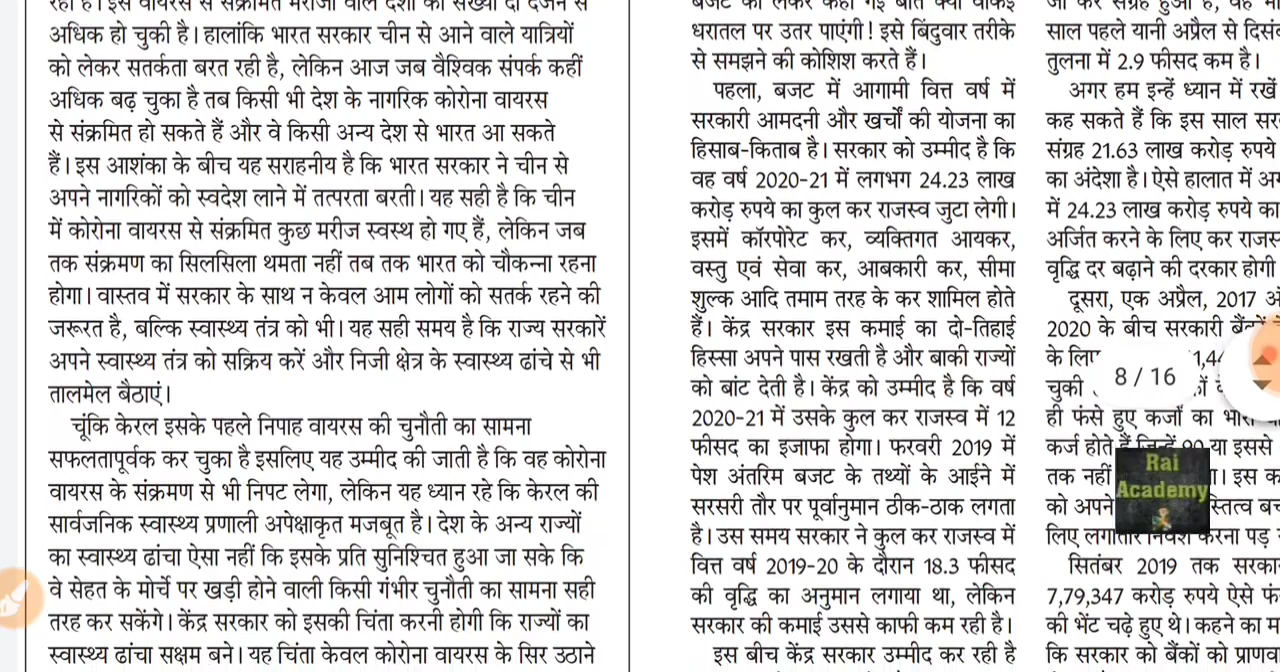 अधिक हो चुकी है। हालांकि भारत सरकार चीन से आने वाले यात्रियों
को लेकर सतर्कता बरत रही है, लेकिन आज जब वैश्विक संपर्क कहीं
अधिक बढ़ चुका है तब किसी भी देश के नागरिक कोरोना वायरस
से संक्रमित हो सकते हैं और वे किसी अन्य देश से भारत आ सकते
हैं। इस आशंका के बीच यह सराहनीय है कि भारत सरकार ने चीन से
अपने नागरिकों को स्वदेश लाने में तत्परता बरती। यह सही है कि चीन
में कोरोना वायरस से संक्रमित कुछ मरीज स्वस्थ हो गए हैं, लेकिन जब
तक संक्रमण का सिलसिला थमता नहीं तब तक भारत को चौकन्ना रहना
होगा। वास्तव में सरकार के साथ न केवल आम लोगों को सतर्क रहने की
जरूरत है, बल्कि स्वास्थ्य तंत्र को भी। यह सही समय है कि राज्य सरकारें
अपने स्वास्थ्य तंत्र को सक्रिय करें और निजी क्षेत्र के स्वास्थ्य ढांचे से भी
तालमेल बैठाएं।
चूंकि केरल इसके पहले निपाह वायरस की चुनौती का सामना
सफलतापूर्वक कर चुका है इसलिए यह उम्मीद की जाती है कि वह कोरोना
वायरस के संक्रमण से भी निपट लेगा, लेकिन यह ध्यान रहे कि केरल की
सार्वजनिक स्वास्थ्य प्रणाली अपेक्षाकृत मजबूत है। देश के अन्य राज्यों
का स्वास्थ्य ढांचा ऐसा नहीं कि इसके प्रति सुनिश्चित हुआ जा सके कि
वे सेहत के मोर्चे पर खड़ी होने वाली किसी गंभीर चुनौती का सामना सही
तरह कर सकेंगे। केंद्र सरकार को इसकी चिंता करनी होगी कि राज्यों का
स्वास्थ्य ढांचा सक्षम बने। यह चिंता केवल कोरोना वायरस के सिर उठाने
धरातल पर उतर पाएंगी! इसे बिंदुवार तरीके
से समझने की कोशिश करते हैं।
पहला, बजट में आगामी वित्त वर्ष में
सरकारी आमदनी और खर्चों की योजना का
हिसाब-किताब है। सरकार को उम्मीद है कि
वह वर्ष 2020-21 में लगभग 24.23 लाख
करोड़ रुपये का कुल कर राजस्व जुटा लेगी।
इसमें कॉरपोरेट कर, व्यक्तिगत आयकर,
वस्तु एवं सेवा कर, आबकारी कर, सीमा
शुल्क आदि तमाम तरह के कर शामिल होते
हैं। केंद्र सरकार इस कमाई का दो-तिहाई
हिस्सा अपने पास रखती है और बाकी राज्यों
को बांट देती है। केंद्र को उम्मीद है कि वर्ष
2020-21 में उसके कुल कर राजस्व में 12
फीसद का इजाफा होगा। फरवरी 2019 में
पेश अंतरिम बजट के तथ्यों के आईने में
सरसरी तौर पर पूर्वानुमान ठीक-ठाक लगता
है। उस समय सरकार ने कुल कर राजस्व में
वित्त वर्ष 2019-20 के दौरान 18.3 फीसद
की वृद्धि का अनुमान लगाया था, लेकिन
सरकार की कमाई उससे काफी कम रही है।
इस बीच केंद्र सरकार उम्मीद कर रही है
साल पहले यानी अप्रैल से
तुलना में 2.9 फीसद कम है।
अगर हम इन्हें ध्यान में रखें
कह सकते हैं कि इस साल
संग्रह 21.63 लाख करोड़ रुपये
का अंदेशा है। ऐसे हालात में
में 24.23 लाख करोड़ रुपये का
अर्जित करने के लिए कर
वृद्धि दर बढ़ाने की दरकार होगी
दूसरा, एक अप्रैल, 2017
2020 के बीच सरकारी
के
8 / 16
चुकी
ही फंसे हुए कर्जों का
कर्ज होते हैं जिन्हें 90 या इससे
तक नहीं
को अपने
लिए लगातार निवेश करना पड़
Rai
Academy
सितंबर 2019 तक
7,79,347 करोड़ रुपये ऐसे
की भेंट चढ़े हुए थे। कहने का
कि सरकार को बैंकों को